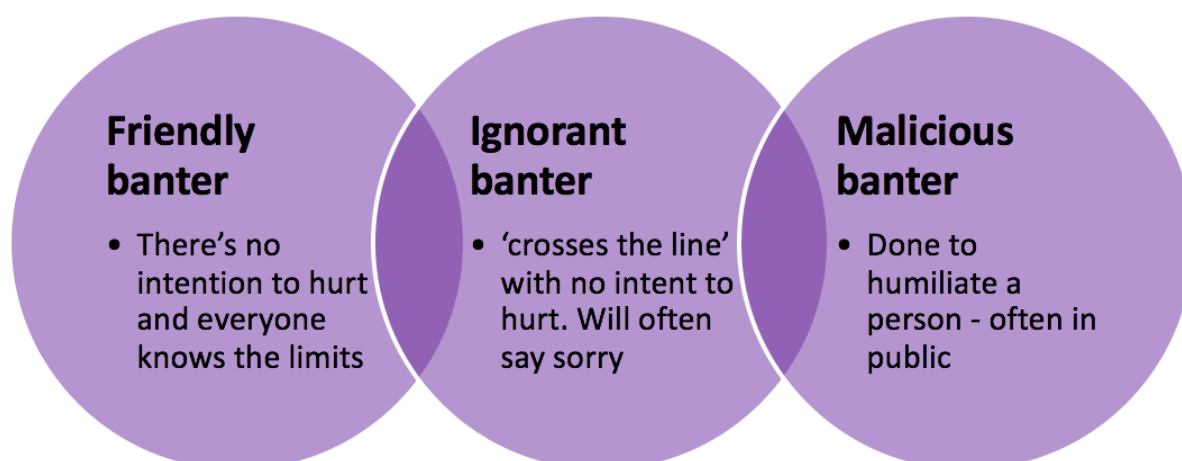 Friendly
banter
• There’s no
intention to hurt
and everyone
knows the limits
Ignorant
banter
• ‘crosses the line’
with no intent to
hurt. Will often
say sorry
Malicious
banter
• Done to
humiliate a
person - often in
public